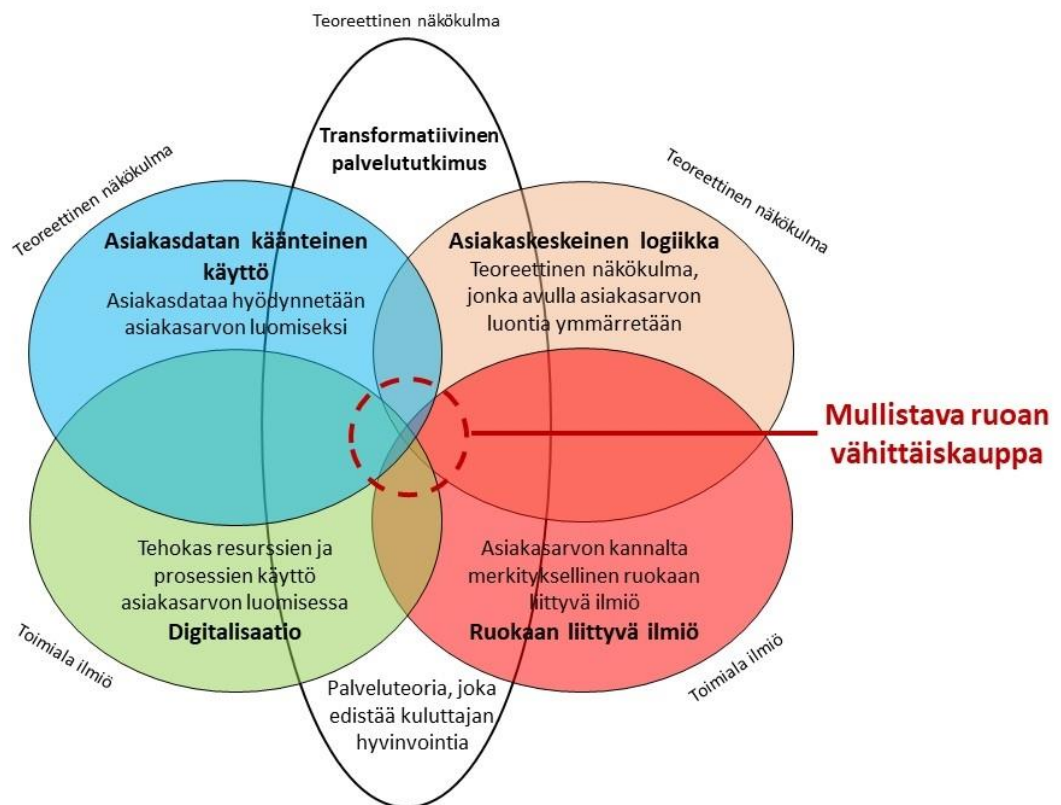 Teoreettinen näkökulma
Transformatiivinen
palvelututkimus
Teoreettinen näkökulma
Asiakasdatan käänteinen
käyttö
Asiakasdataa hyödynnetään
asiakasarvon luomiseksi
Teoreettinen näkökulma
Asiakaskeskeinen logiikka
Teoreettinen näkökulma,
jonka avulla asiakasarvon
luontia ymmärretään
Mullistava ruoan
vähittäiskauppa
Tehokas resurssien ja
prosessien käyttö
asiakasarvon luomisessa
Digitalisaatio
Toimiala ilmiö
Asiakasarvon kannalta
merkityksellinen ruokaan
liittyvä ilmiö
Ruokaan liittyvä ilmiö
Toimiala ilmiö
Palveluteoria, joka
edistää kuluttajan
hyvinvointia